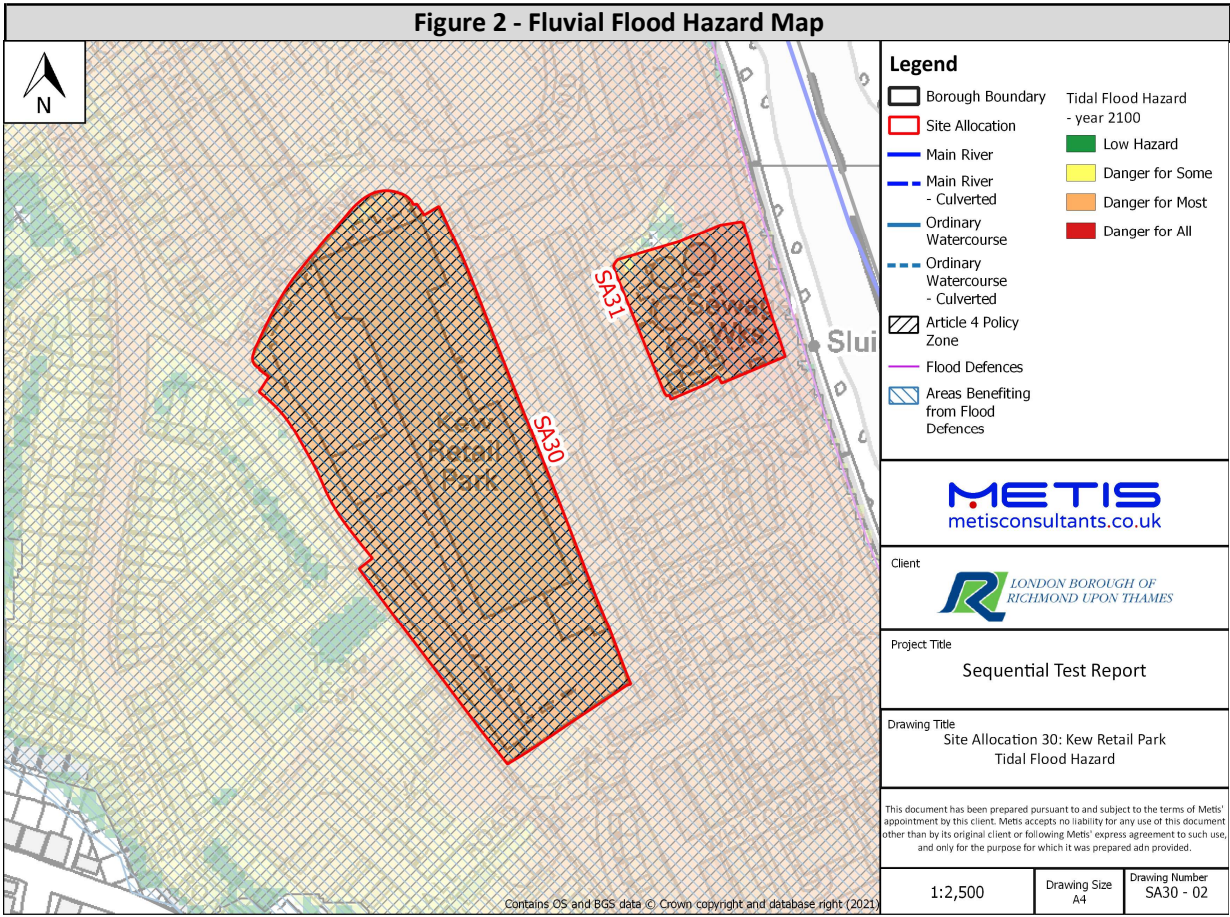 Figure 2 - Fluvial Flood Hazard Map
N
SA31
Sewag
Wks
Slui
Kew
Retail
Park
SA30
Contains OS and BGS data © Crown copyright and database right (2021)
Legend
Borough Boundary
Site Allocation
Main River
Main River
- Culverted
Ordinary
Watercourse
Ordinary
Watercourse
- Culverted
Article 4 Policy
Zone
Flood Defences
Areas Benefiting
from Flood
Defences
Tidal Flood Hazard
- year 2100
Low Hazard
Danger for Some
Danger for Most
Danger for All
METIS
metisconsultants.co.uk
Client
LONDON BOROUGH OF
RICHMOND UPON THAMES
Project Title
Sequential Test Report
Drawing Title
Site Allocation 30: Kew Retail Park
Tidal Flood Hazard
This document has been prepared pursuant to and subject to the terms of Metis'
appointment by this client. Metis accepts no liability for any use of this document
other than by its original client or following Metis' express agreement to such use,
and only for the purpose for which it was prepared adn provided.
1:2,500
Drawing Size
A4
Drawing Number
SA30 - 02